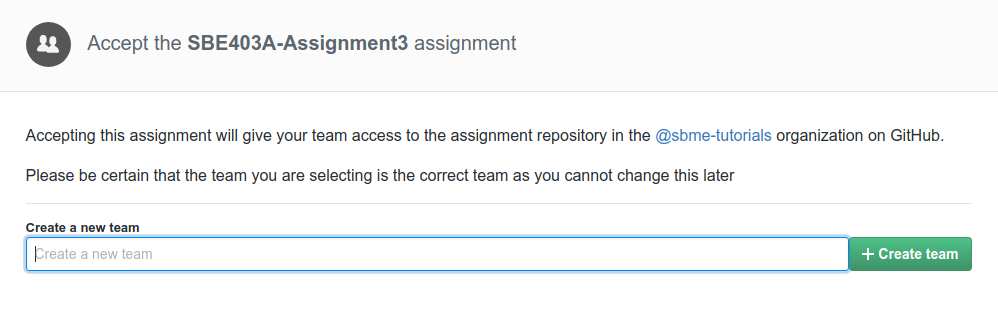 Accept the SBE403A-Assignment3 assignment
Accepting this assignment will give your team access to the assignment repository in the @sbme-tutorials organization on GitHub.
Please be certain that the team you are selecting is the correct team as you cannot change this later
Create a new team
Create a new team
+ Create team